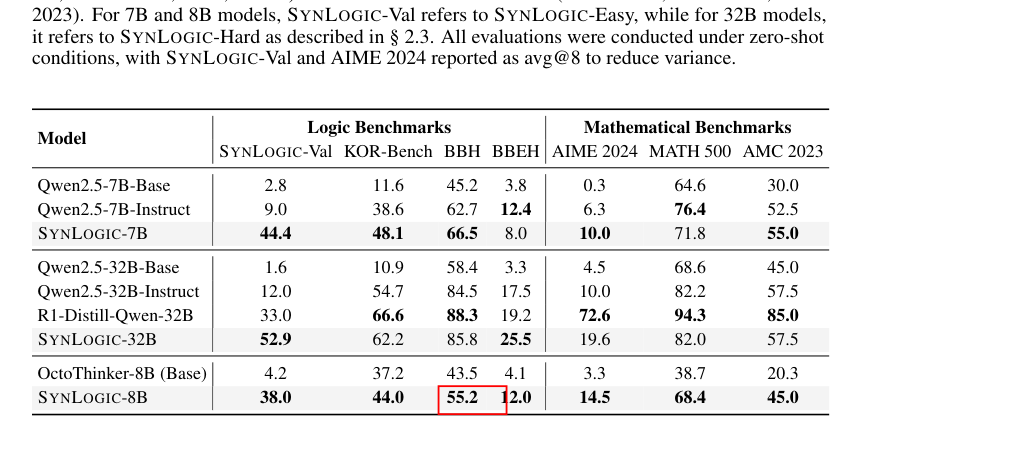 2023). For 7B and 8B models, SYNLOGIC-Val refers to SYNLOGIC-Easy, while for 32B models,
it refers to SYNLOGIC-Hard as described in § 2.3. All evaluations were conducted under zero-shot
conditions, with SYNLOGIC-Val and AIME 2024 reported as avg@8 to reduce variance.
Model Logic Benchmarks Mathematical Benchmarks
SYNLOGIC-Val KOR-Bench BBH BBEH AIME 2024 MATH 500 AMC 2023
Qwen2.5-7B-Base 2.8 11.6 45.2 3.8 0.3 64.6 30.0
Qwen2.5-7B-Instruct 9.0 38.6 62.7 12.4 6.3 76.4 52.5
SYNLOGIC-7B 44.4 48.1 66.5 8.0 10.0 71.8 55.0
Qwen2.5-32B-Base 1.6 10.9 58.4 3.3 4.5 68.6 45.0
Qwen2.5-32B-Instruct 12.0 54.7 84.5 17.5 10.0 82.2 57.5
R1-Distill-Qwen-32B 33.0 66.6 88.3 19.2 72.6 94.3 85.0
SYNLOGIC-32B 52.9 62.2 85.8 25.5 19.6 82.0 57.5
OctoThinker-8B (Base) 4.2 37.2 43.5 4.1 3.3 38.7 20.3
SYNLOGIC-8B 38.0 44.0 55.2 12.0 14.5 68.4 45.0